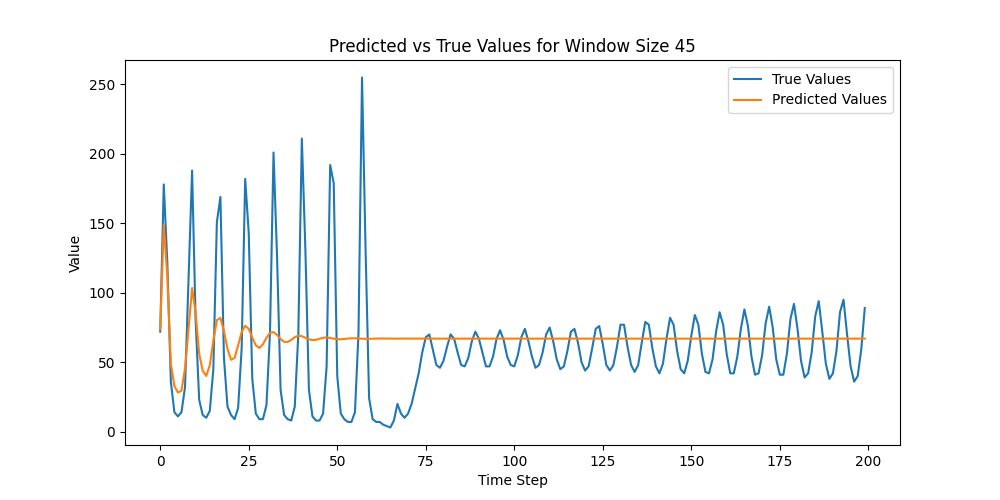 Predicted vs True Values for Window Size 45
True Values
Predicted Values
Value
250
200
150
100
50
0
0 25 50 75 100 125 150 175 200
Time Step